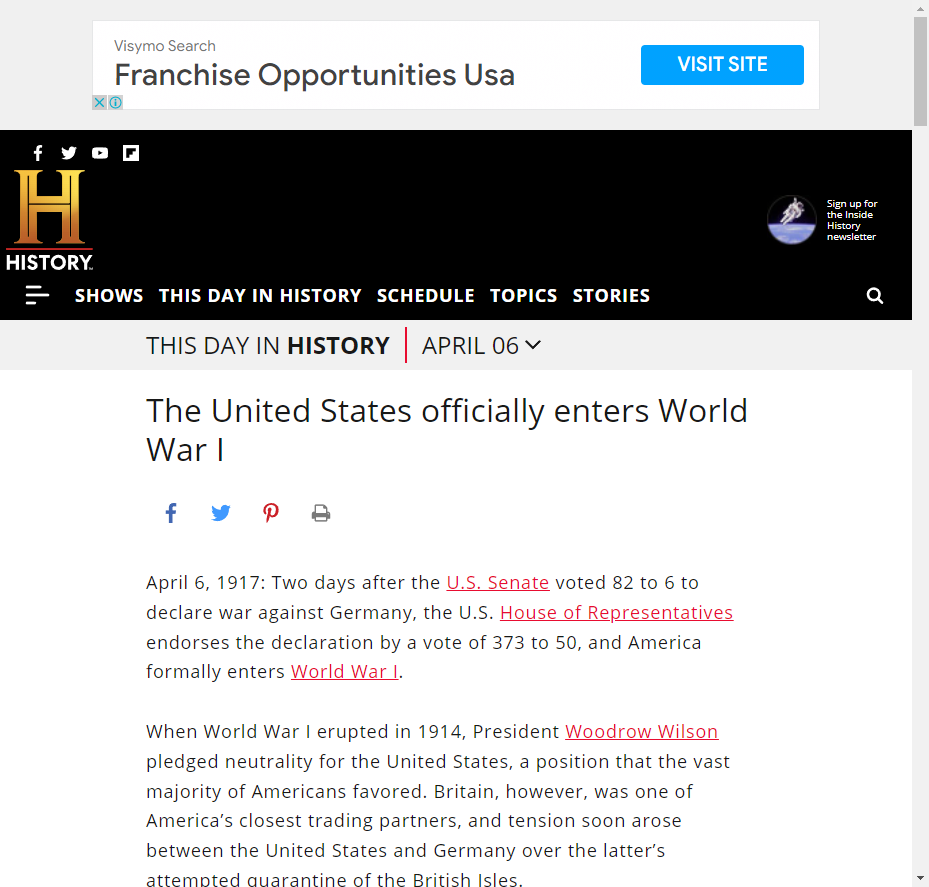 Visymo Search
Franchise Opportunities Usa
VISIT SITE
HISTORY
Sign up for
the Inside
History
newsletter
SHOWS THIS DAY IN HISTORY SCHEDULE TOPICS STORIES
THIS DAY IN HISTORY APRIL 06
The United States officially enters World
War I
April 6, 1917: Two days after the U.S. Senate voted 82 to 6 to
declare war against Germany, the U.S. House of Representatives
endorses the declaration by a vote of 373 to 50, and America
formally enters World War I.
When World War I erupted in 1914, President Woodrow Wilson
pledged neutrality for the United States, a position that the vast
majority of Americans favored. Britain, however, was one of
America’s closest trading partners, and tension soon arose
between the United States and Germany over the latter’s
attempted quarantine of the British Isles.